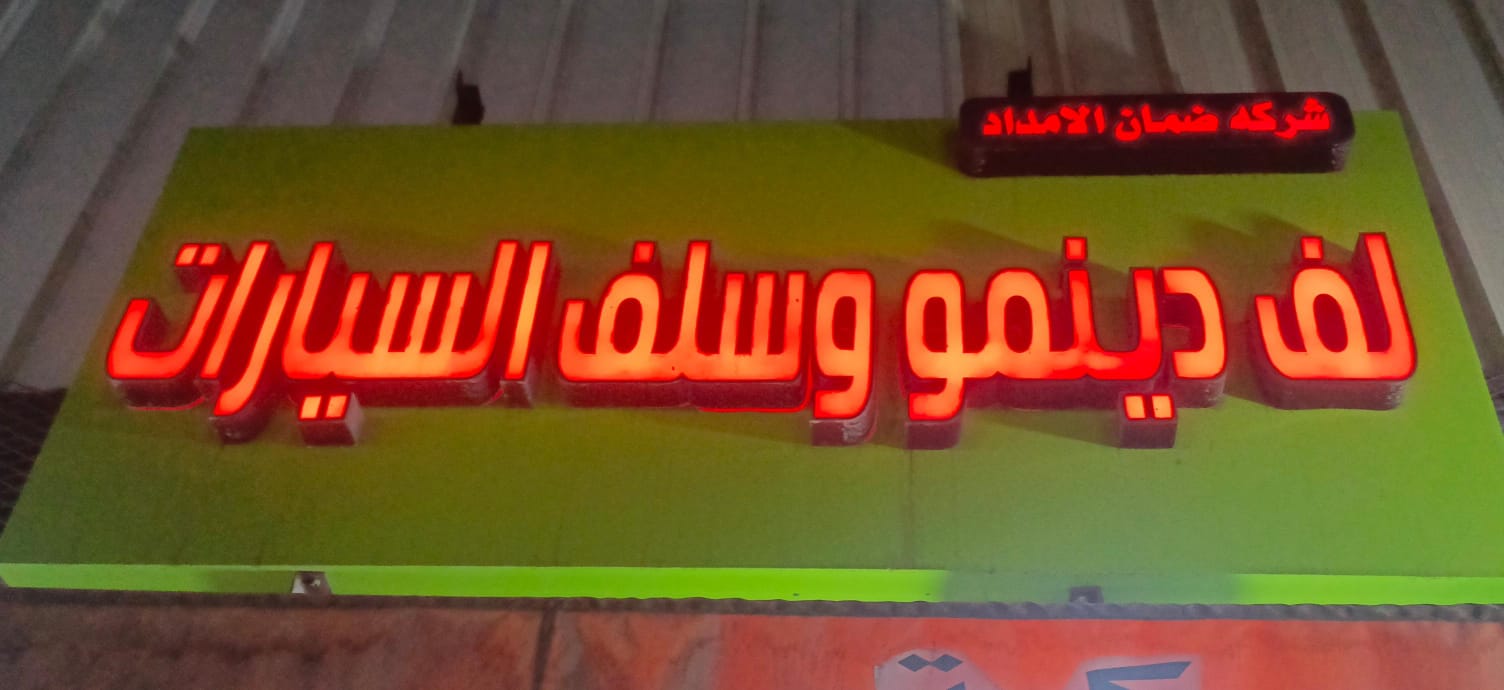 شركه ضمان الامداد
لف دينمو وسلف السيارات